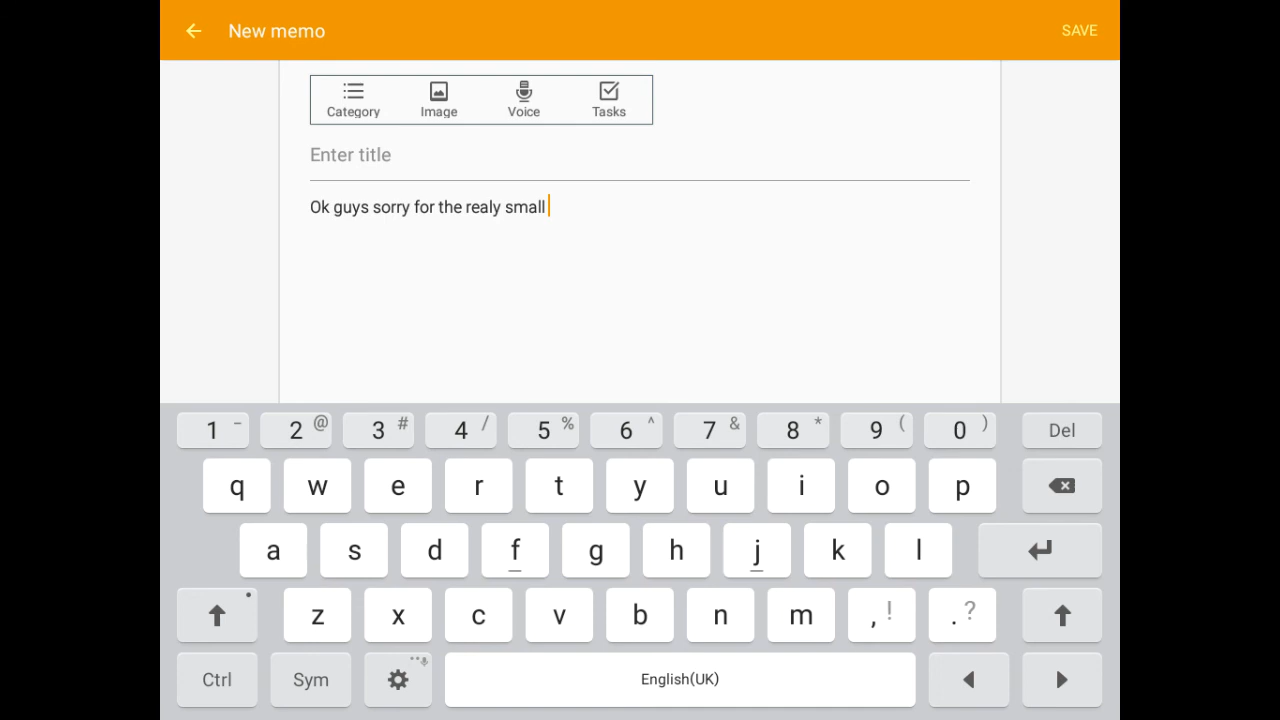 New memo
SAVE
Category Image Voice Tasks
Enter title
Ok guys sorry for the realy small
1 - 2 @ 3 # 4 / 5 % 6 ^ 7 & 8 * 9 ( 0 ) Del
q w e r t y u i o p
a s d f g h j k l
z x c v b n m , ! . ?
Ctrl Sym English(UK)